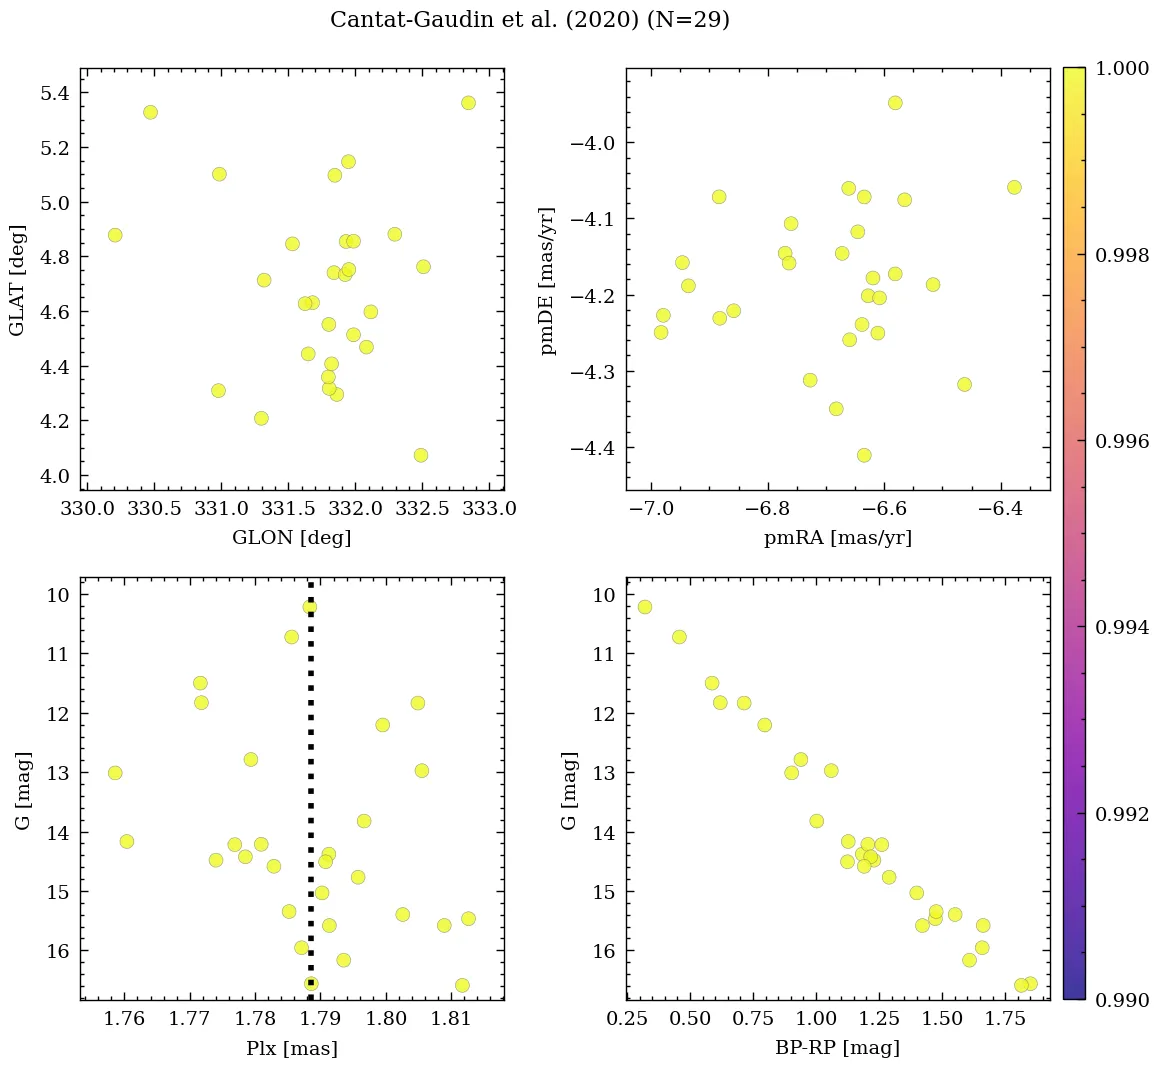 Cantat-Gaudin et al. (2020) (N=29)
5.4
5.2
5.0
4.8
4.6
4.4
4.2
4.0
GLAT [deg]
330.0 330.5 331.0 331.5 332.0 332.5 333.0
GLON [deg]
−4.0
−4.1
−4.2
−4.3
−4.4
pmDE [mas/yr]
−7.0 −6.8 −6.6 −6.4
pmRA [mas/yr]
10
11
12
13
14
15
16
G [mag]
1.76 1.77 1.78 1.79 1.80 1.81
Plx [mas]
10
11
12
13
14
15
16
G [mag]
0.25 0.50 0.75 1.00 1.25 1.50 1.75
BP-RP [mag]
1.000
0.998
0.996
0.994
0.992
0.990